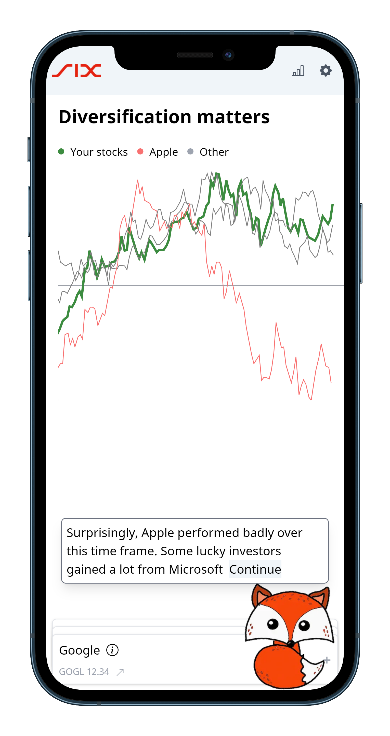 SIX
Diversification matters
Your stocks Apple Other
Surprisingly, Apple performed badly over
this time frame. Some lucky investors
gained a lot from Microsoft Continue
Google
GOGL 12.34